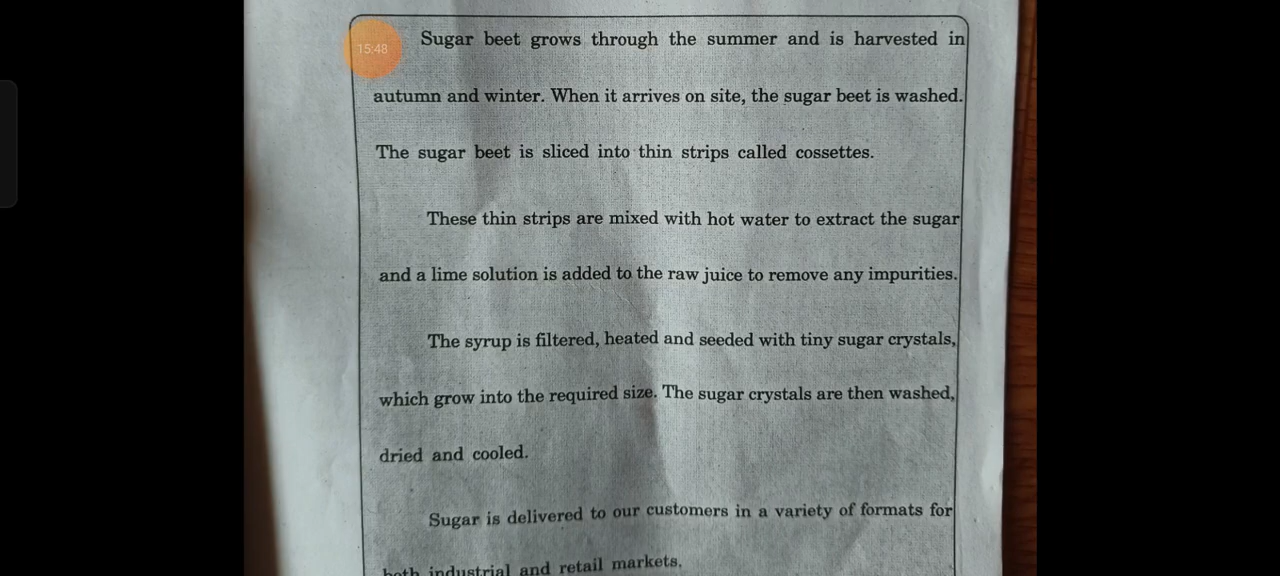 15:48
Sugar beet grows through the summer and is harvested in
autumn and winter. When it arrives on site, the sugar beet is washed.
The sugar beet is sliced into thin strips called cossettes.
These thin strips are mixed with hot water to extract the sugar
and a lime solution is added to the raw juice to remove any impurities.
The syrup is filtered, heated and seeded with tiny sugar crystals,
which grow into the required size. The sugar crystals are then washed,
dried and cooled.
Sugar is delivered to our customers in a variety of formats for
both industrial and retail markets.